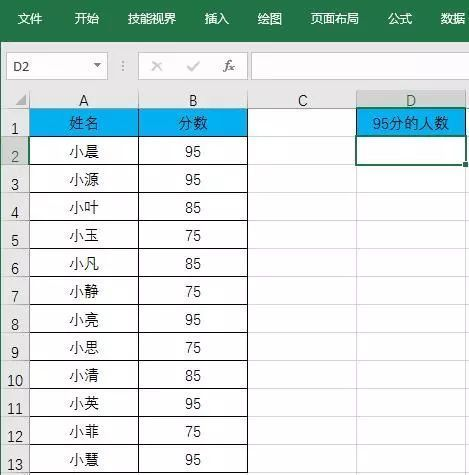 文件 开始 技能视界 插入 绘图 页面布局 公式 数据
D2 fx
A B C D
1 姓名 分数 95分的人数
2 小晨 95
3 小源 95
4 小叶 85
5 小玉 75
6 小凡 85
7 小静 75
8 小亮 95
9 小思 75
10 小清 85
11 小英 95
12 小菲 75
13 小慧 95